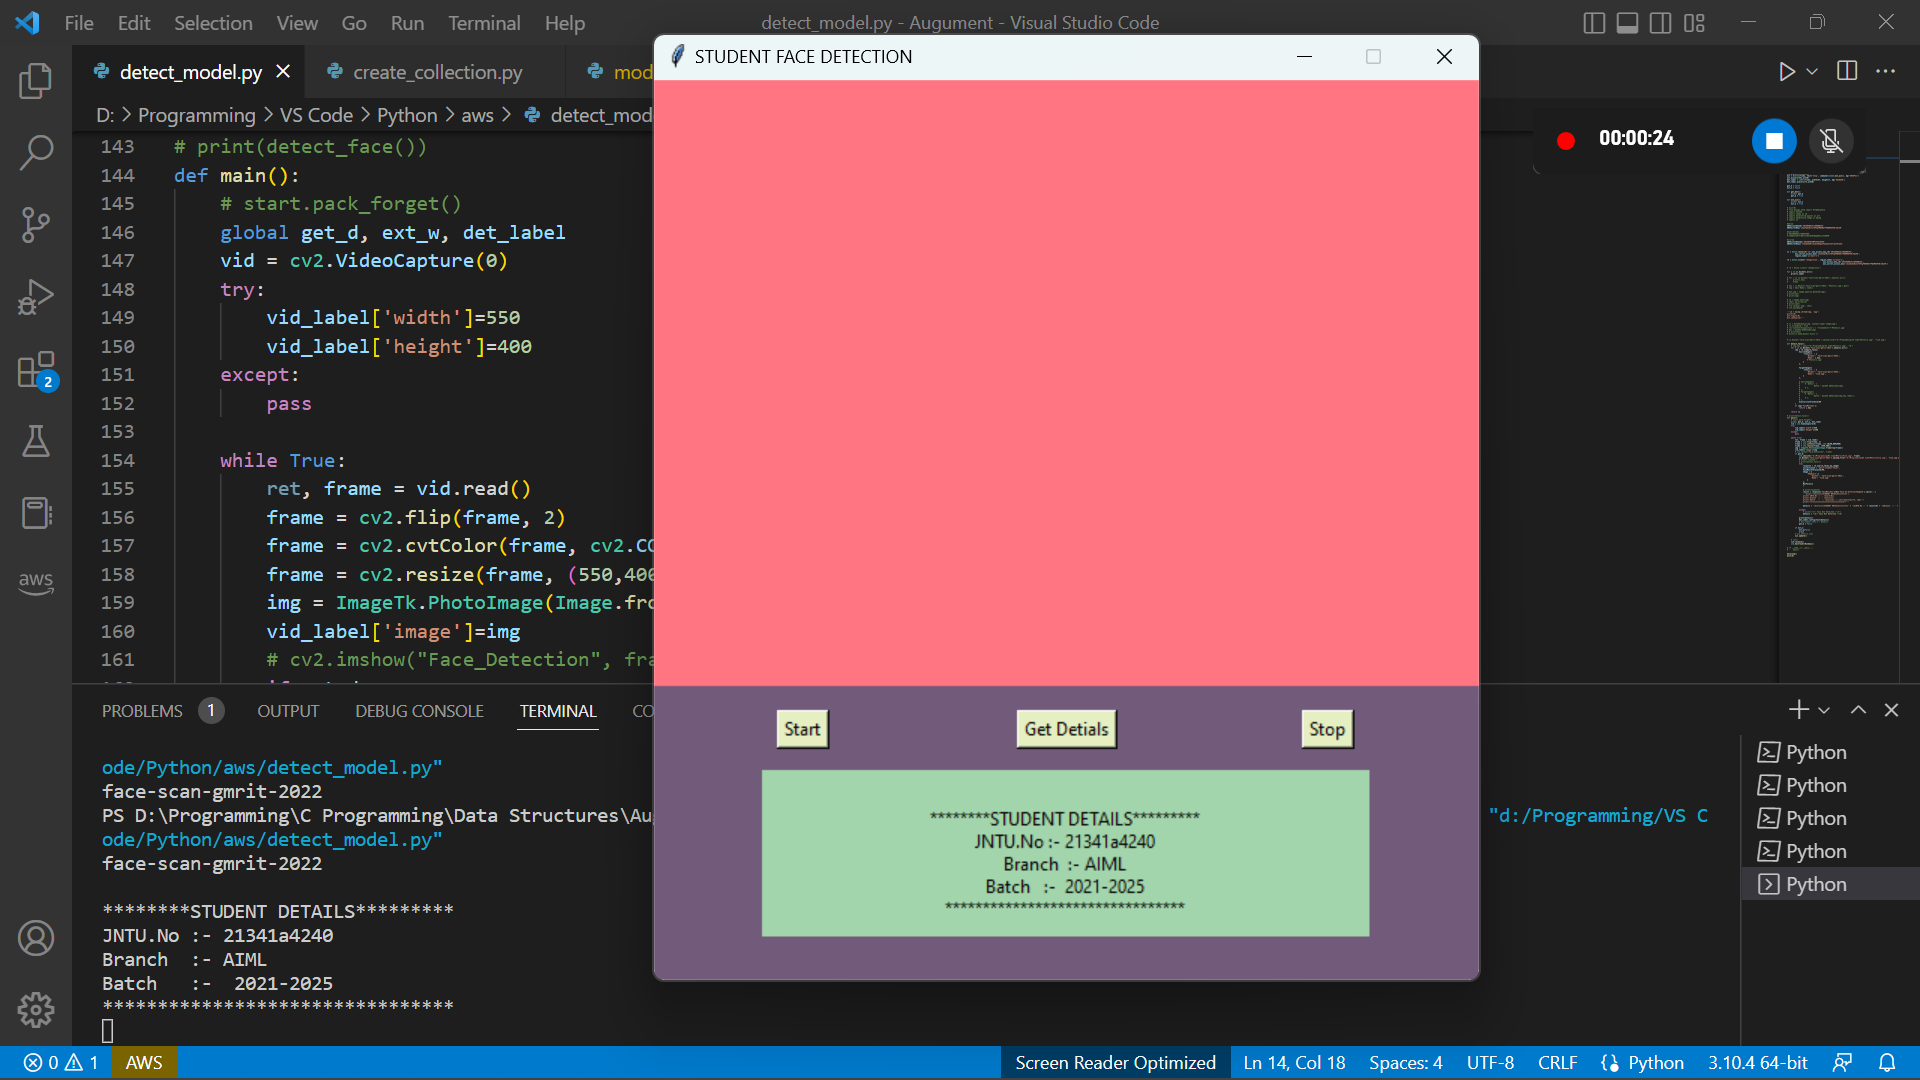 File Edit Selection View Go Run Terminal Help
detect_model.py - Augument - Visual Studio Code
detect_model.py
create_collection.py
mod
D: > Programming > VS Code > Python > aws > detect_mod
143 # print(detect_face())
144 def main():
145 # start.pack_forget()
146 global get_d, ext_w, det_label
147 vid = cv2.VideoCapture(0)
148 try:
149 vid_label['width']=550
150 vid_label['height']=400
151 except:
152 pass
153
154 while True:
155 ret, frame = vid.read()
156 frame = cv2.flip(frame, 2)
157 frame = cv2.cvtColor(frame, cv2.CO
158 frame = cv2.resize(frame, (550,400
159 img = ImageTk.PhotoImage(Image.fro
160 vid_label['image']=img
161 # cv2.imshow("Face_Detection", fra
2
aws
STUDENT FACE DETECTION
00:00:24
Start
Get Detials
Stop
********STUDENT DETAILS*********
JNTU.No :- 21341a4240
Branch :- AIML
Batch :- 2021-2025
********************************
PROBLEMS 1 OUTPUT DEBUG CONSOLE TERMINAL CO
ode/Python/aws/detect_model.py"
face-scan-gmrit-2022
PS D:\Programming\C Programming\Data Structures\Au "d:/Programming/VS C
ode/Python/aws/detect_model.py"
face-scan-gmrit-2022
********STUDENT DETAILS*********
JNTU.No :- 21341a4240
Branch :- AIML
Batch :- 2021-2025
********************************
Python
Python
Python
Python
Python
0 1 AWS Screen Reader Optimized Ln 14, Col 18 Spaces: 4 UTF-8 CRLF Python 3.10.4 64-bit